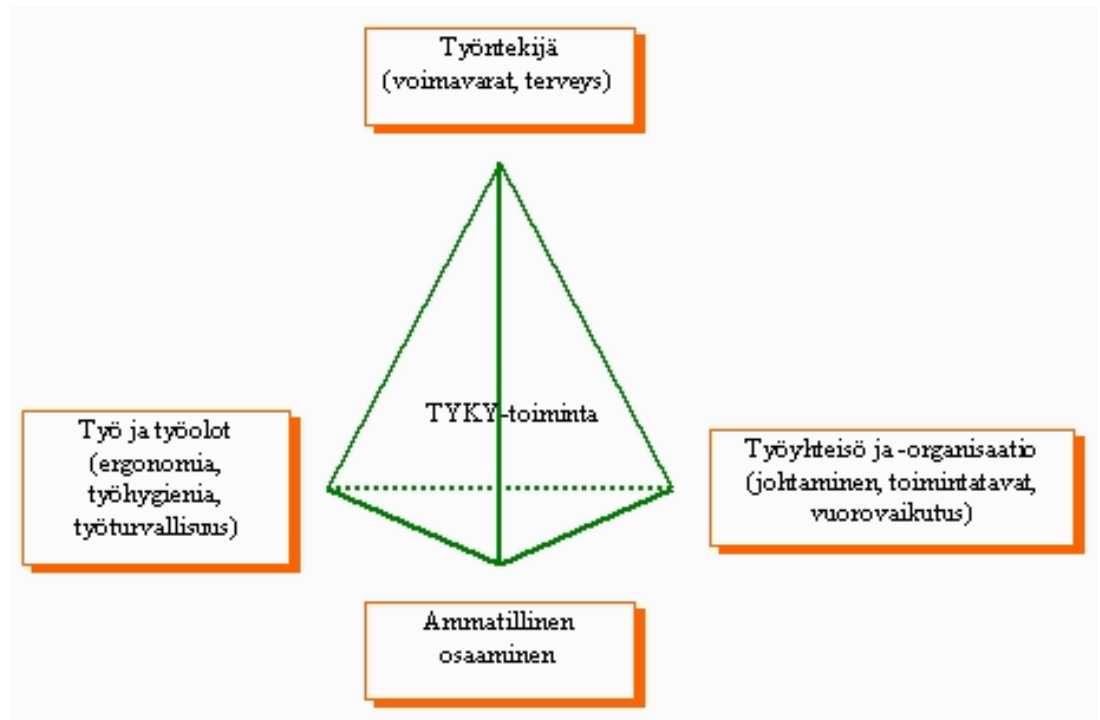 Työntekijä
(voimavarat, terveys)
TYKY-toiminta
Työ ja työolot
(ergonomia,
työhygienia,
työturvallisuus)
Työyhteisö ja -organisaatio
(johtaminen, toimintatavat,
vuorovaikutus)
Ammatillinen
osaaminen